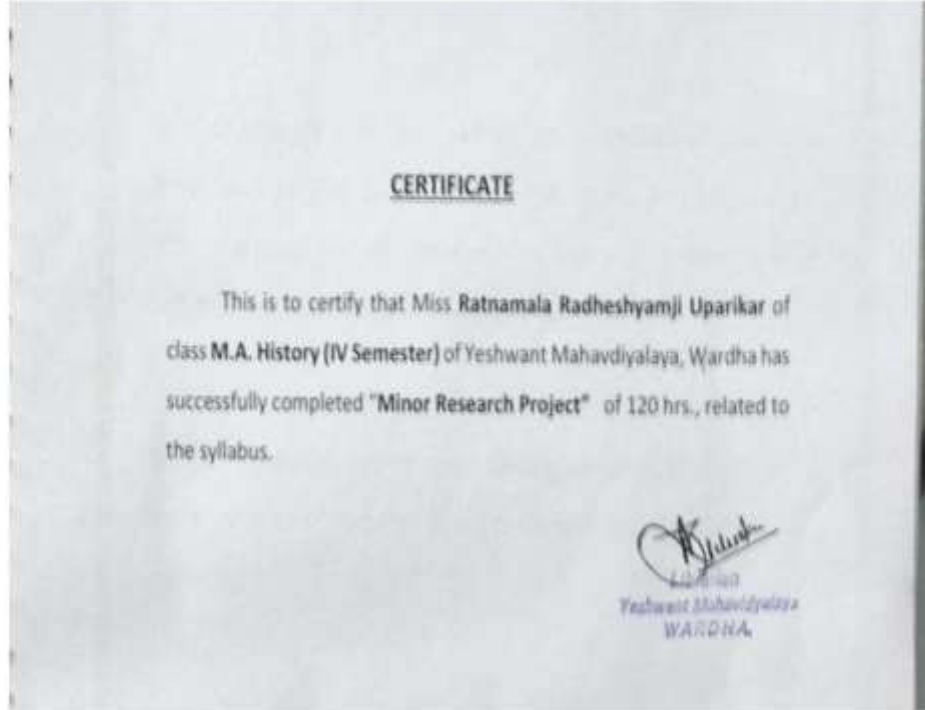 CERTIFICATE
This is to certify that Miss Ratnamala Radheshyamji Uparikar of
class M.A. History (IV Semester) of Yeshwant Mahavdiyalaya, Wardha has
successfully completed "Minor Research Project" of 120 hrs., related to
the syllabus.
Librarian
Yeshwant Mahavidyalaya
WARDHA.